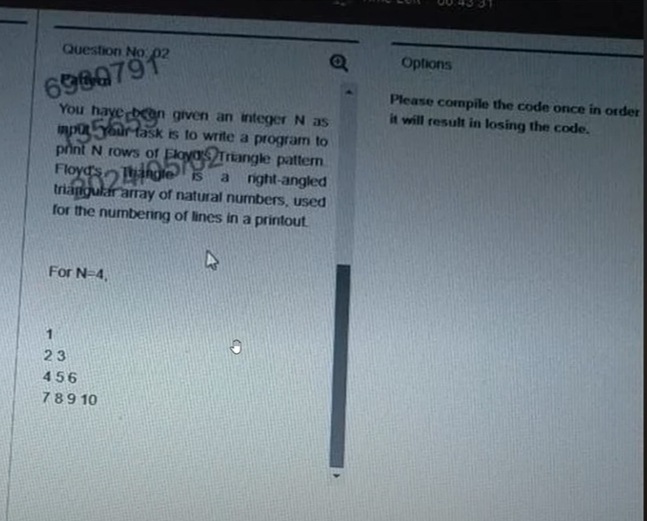 Question No. 02
6980791
Pattern
You have been given an integer N as
input. Your task is to write a program to
print N rows of Floyd's Triangle pattern.
Floyd's Triangle is a right-angled
triangular array of natural numbers, used
for the numbering of lines in a printout.
2024/05/02
For N=4,
1
2 3
4 5 6
7 8 9 10
Options
Please compile the code once in order
it will result in losing the code.